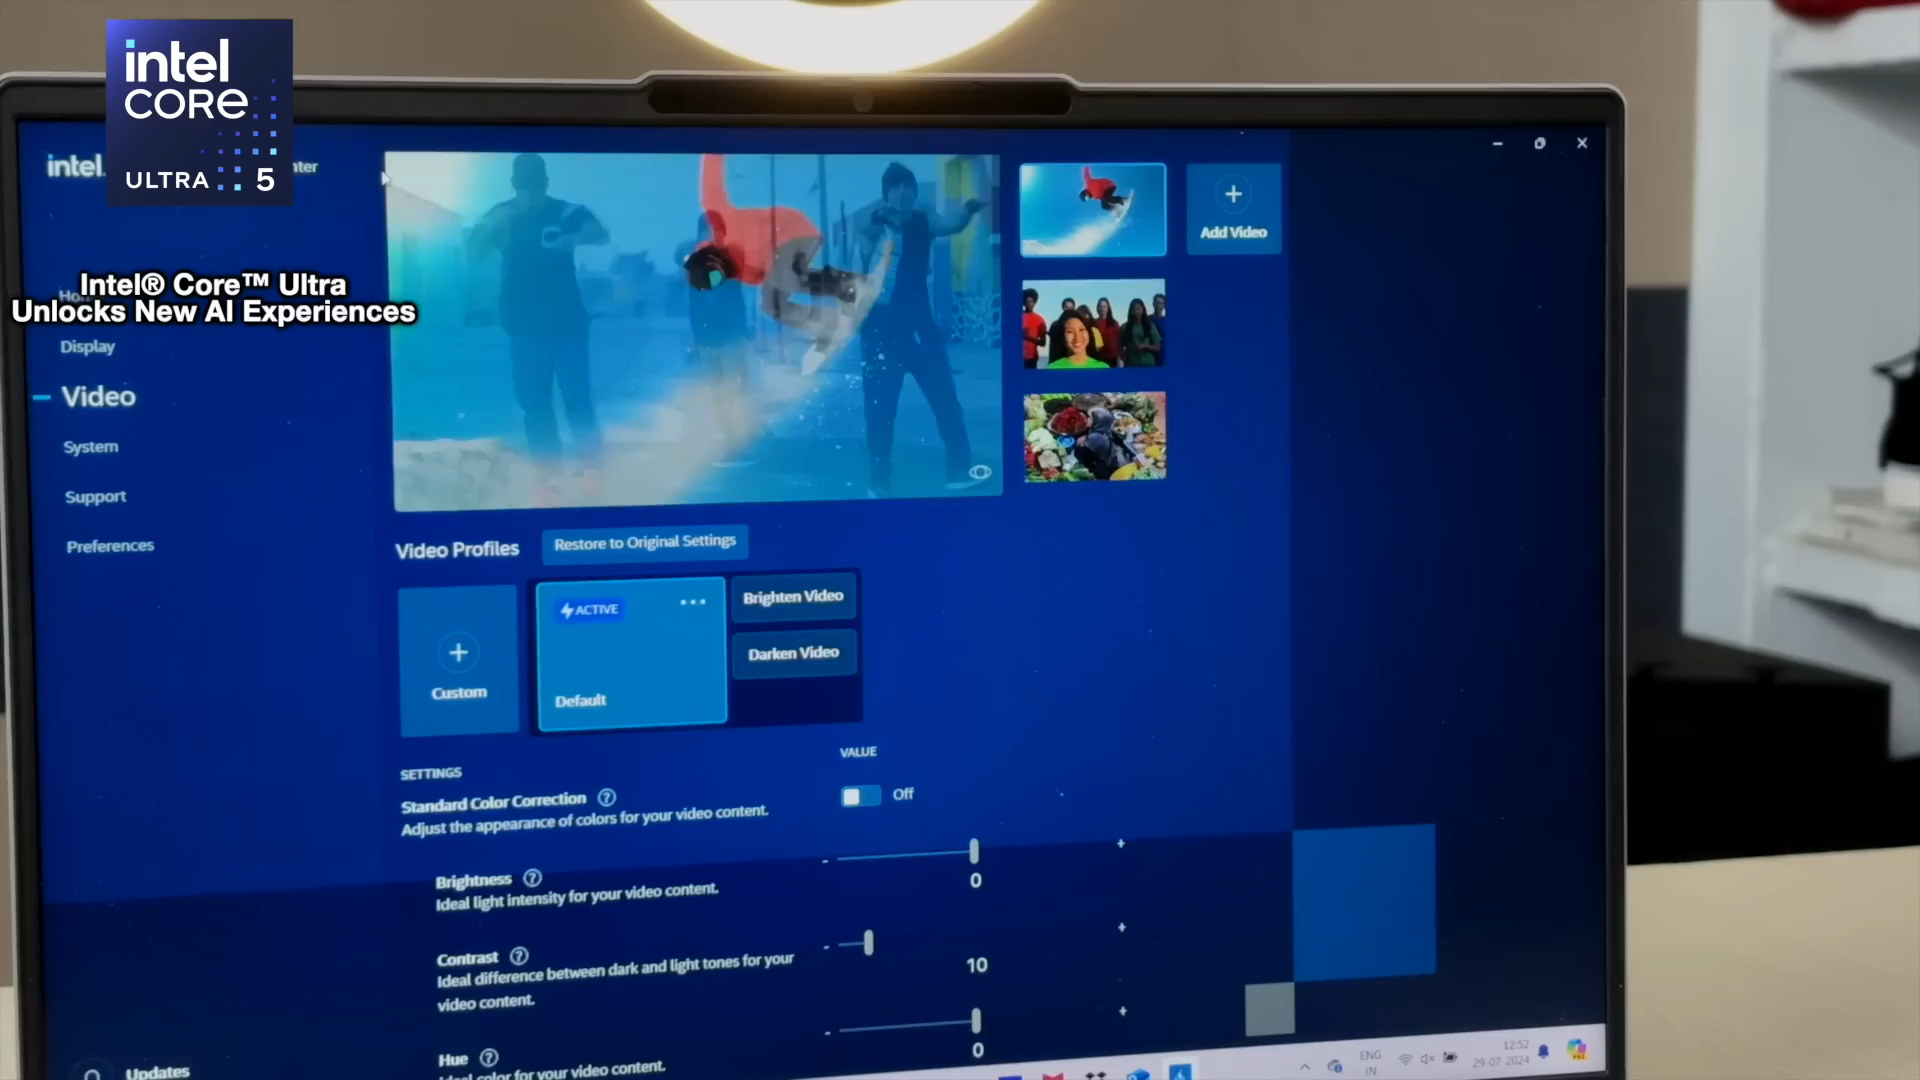 intel
CORE
ULTRA 5
intel.
nter
Intel® Core™ Ultra
Unlocks New AI Experiences
Display
Video
System
Support
Preferences
Updates
Add Video
Video Profiles
Restore to Original Settings
Custom
ACTIVE
Default
Brighten Video
Darken Video
SETTINGS
VALUE
Standard Color Correction
Off
Adjust the appearance of colors for your video content.
Brightness
Ideal light intensity for your video content.
0
Contrast
Ideal difference between dark and light tones for your
video content.
10
Hue
Ideal color for your video content.
0
ENG
IN
12:52
29-07-2024